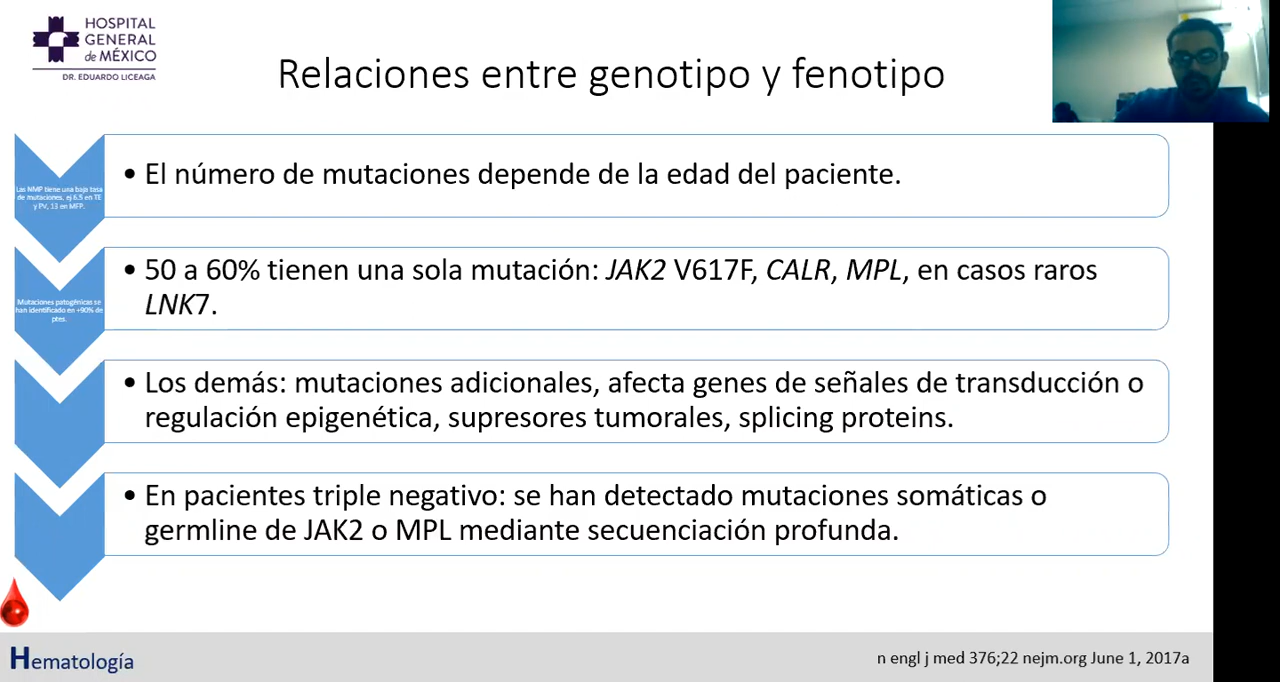 HOSPITAL
GENERAL
de MÉXICO
DR. EDUARDO LICEAGA
Relaciones entre genotipo y fenotipo
Las NMP tiene una baja tasa
de mutaciones, ej 6.5 en TE
y PV, 13 en MFP.
• El número de mutaciones depende de la edad del paciente.
Mutaciones patogénicas se
han identificado en +90% de
ptes.
• 50 a 60% tienen una sola mutación: JAK2 V617F, CALR, MPL, en casos raros
LNK7.
• Los demás: mutaciones adicionales, afecta genes de señales de transducción o
regulación epigenética, supresores tumorales, splicing proteins.
• En pacientes triple negativo: se han detectado mutaciones somáticas o
germline de JAK2 o MPL mediante secuenciación profunda.
Hematología
n engl j med 376;22 nejm.org June 1, 2017a